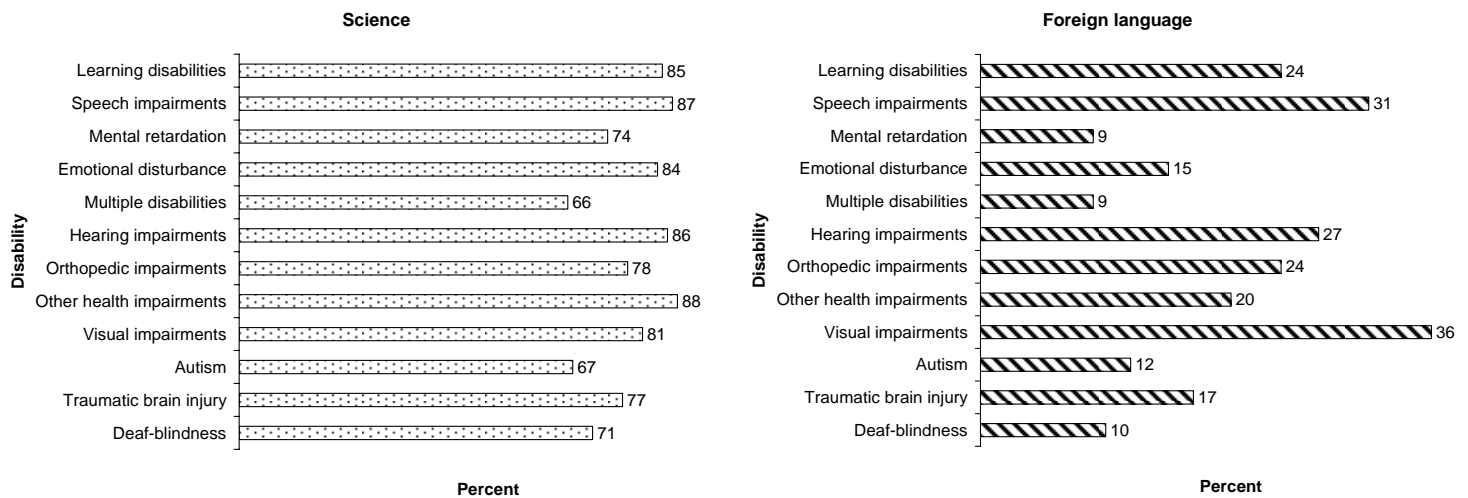 Science
Disability
Learning disabilities 85
Speech impairments 87
Mental retardation 74
Emotional disturbance 84
Multiple disabilities 66
Hearing impairments 86
Orthopedic impairments 78
Other health impairments 88
Visual impairments 81
Autism 67
Traumatic brain injury 77
Deaf-blindness 71
Percent
Foreign language
Disability
Learning disabilities 24
Speech impairments 31
Mental retardation 9
Emotional disturbance 15
Multiple disabilities 9
Hearing impairments 27
Orthopedic impairments 24
Other health impairments 20
Visual impairments 36
Autism 12
Traumatic brain injury 17
Deaf-blindness 10
Percent